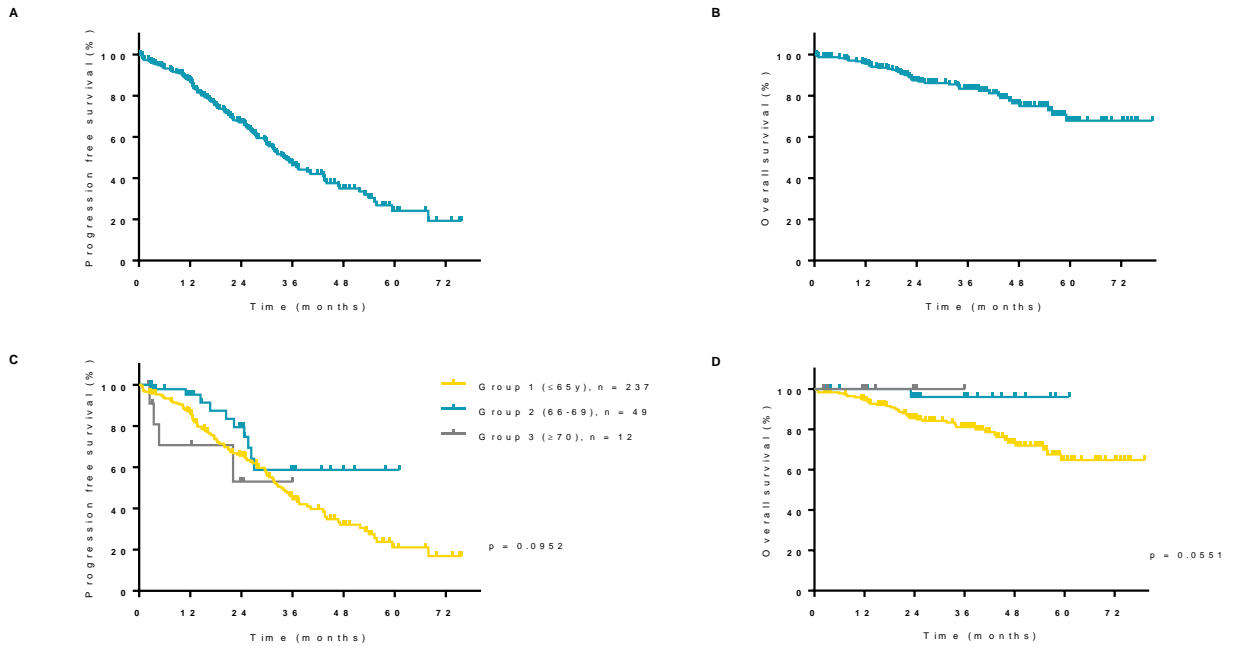 A
Progression free survival (%)
100
80
60
40
20
0
0 12 24 36 48 60 72
Time (months)
B
Overall survival (%)
100
80
60
40
20
0
0 12 24 36 48 60 72
Time (months)
C
Progression free survival (%)
100
80
60
40
20
0
0 12 24 36 48 60 72
Time (months)
Group 1 (≤65y), n = 237
Group 2 (66-69), n = 49
Group 3 (≥70), n = 12
p = 0.0952
D
Overall survival (%)
100
80
60
40
20
0
0 12 24 36 48 60 72
Time (months)
p = 0.0551